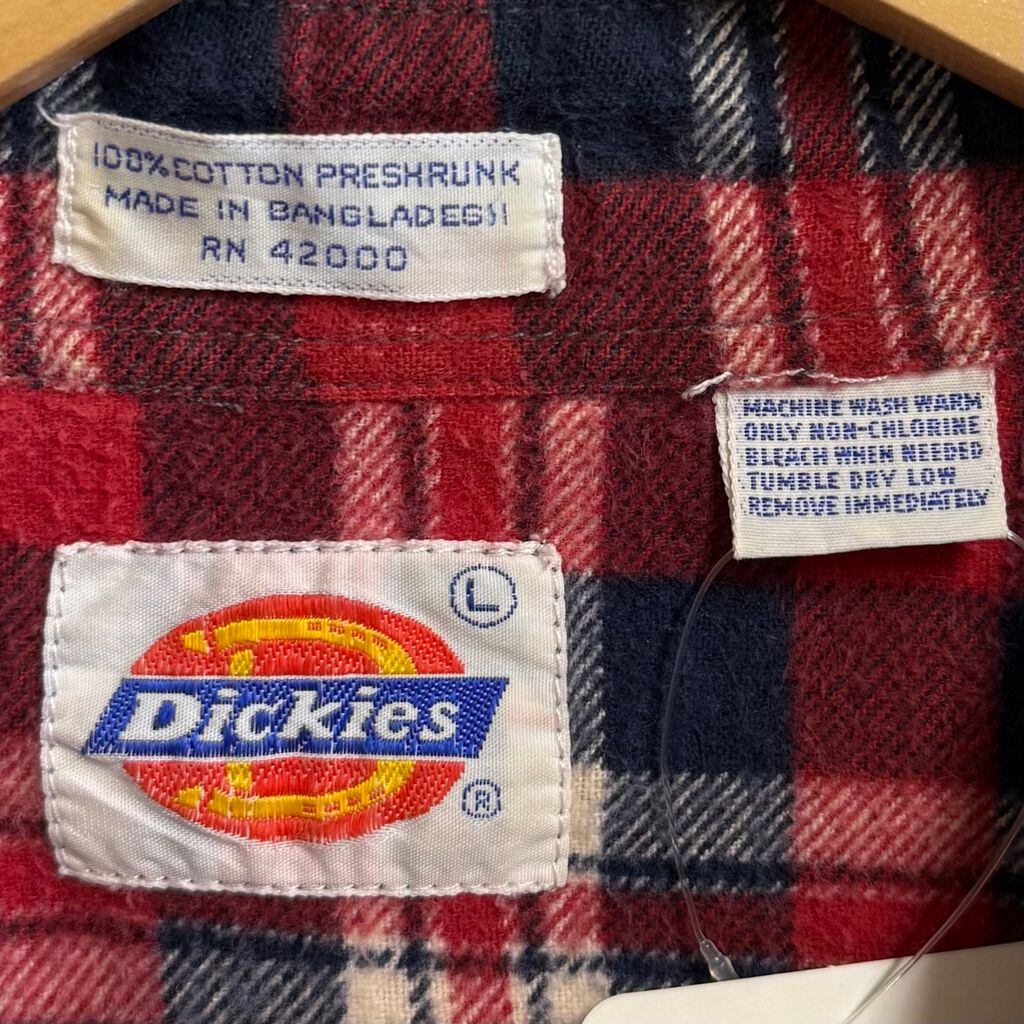 100% COTTON PRESHRUNK
MADE IN BANGLADESH
RN 42000
MACHINE WASH WARM
ONLY NON-CHLORINE
BLEACH WHEN NEEDED
TUMBLE DRY LOW
REMOVE IMMEDIATELY
L
Dickies
®